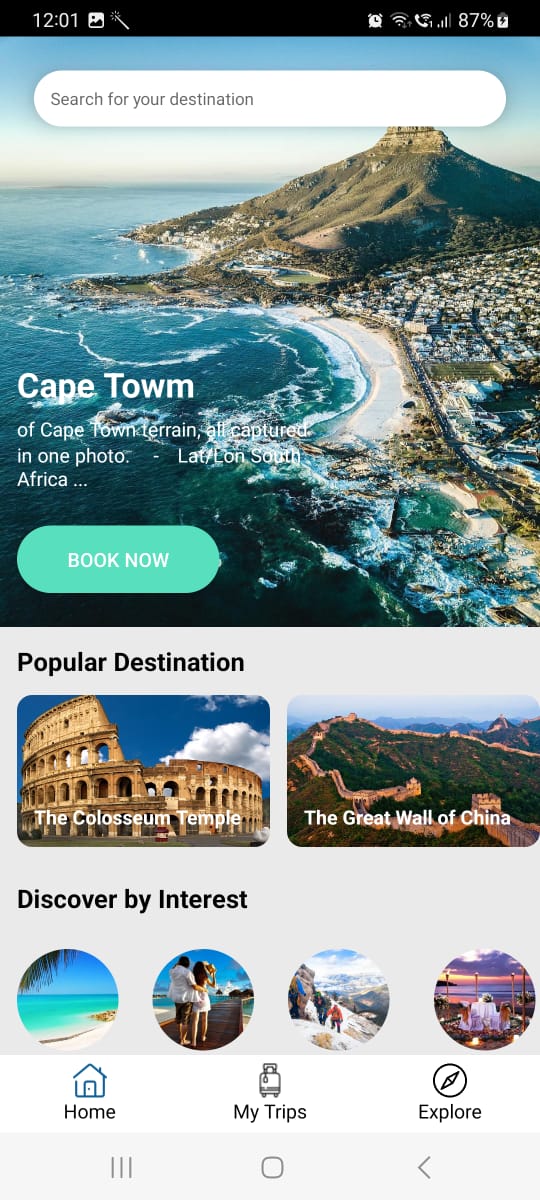 12:01 87%
Search for your destination
Cape Towm
of Cape Town terrain, all captured
in one photo. - Lat/Lon South
Africa ...
BOOK NOW
Popular Destination
The Colosseum Temple
The Great Wall of China
Discover by Interest
Home
My Trips
Explore